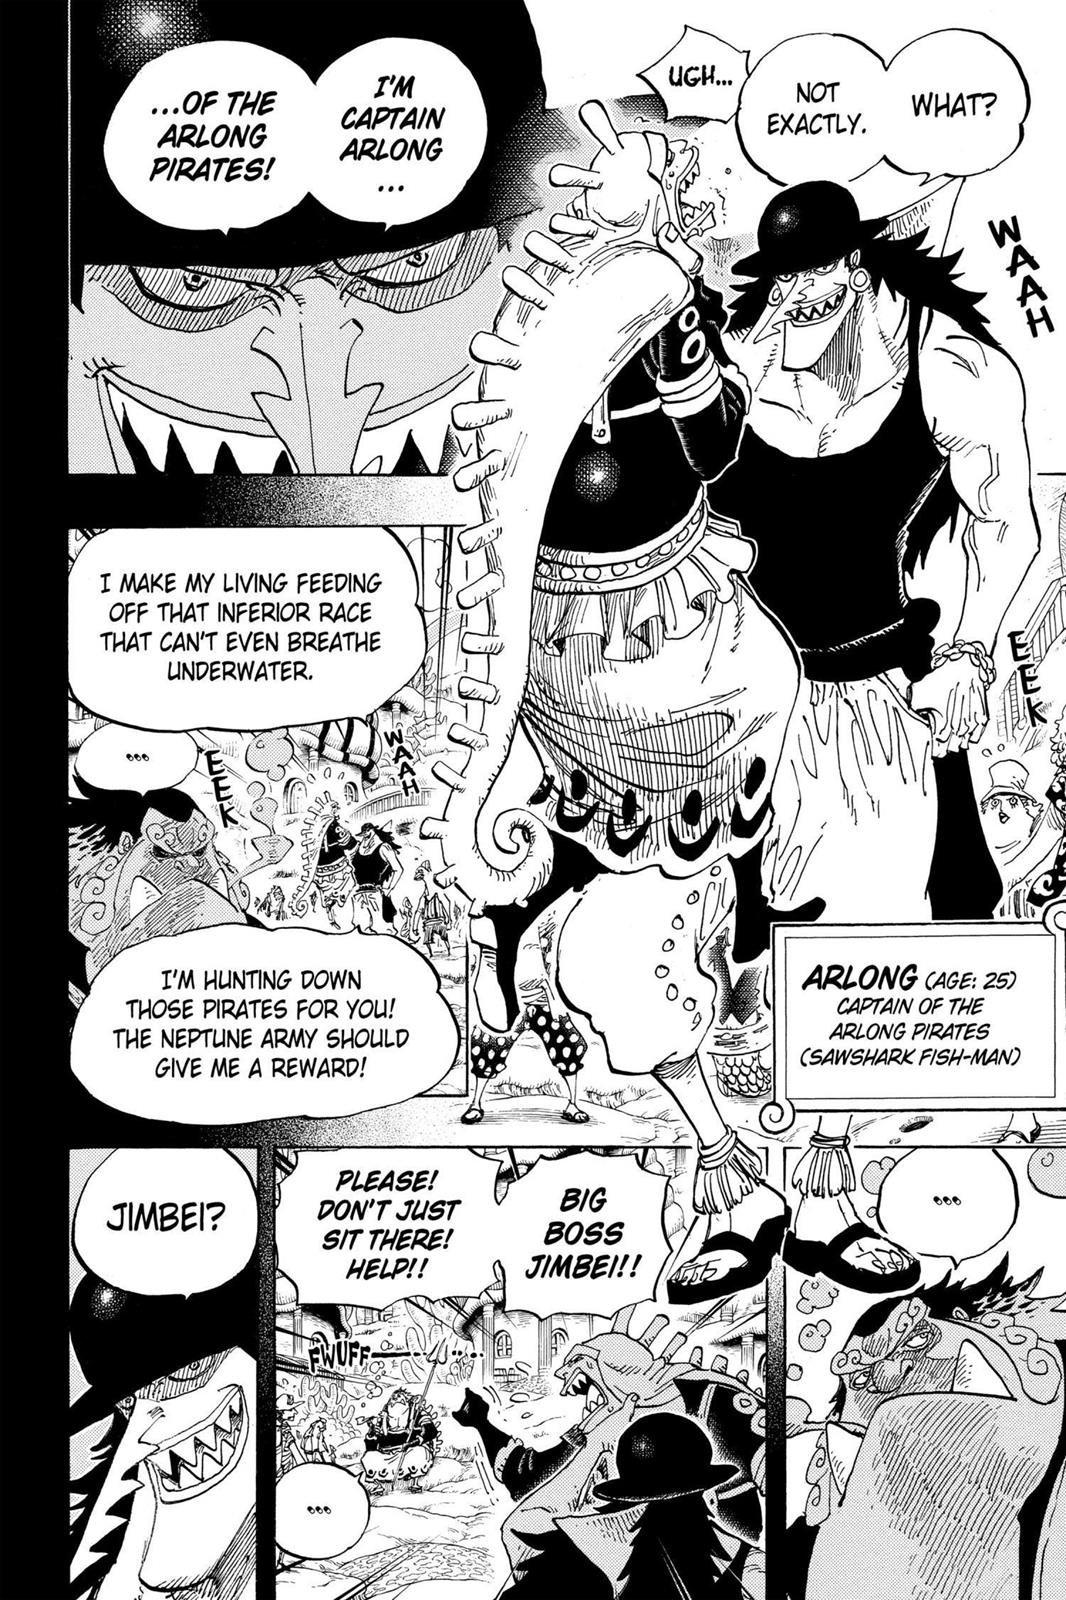 WHAT?
NOT
EXACTLY.
UGH...
WAAH
I'M
CAPTAIN
ARLONG
...
...OF THE
ARLONG
PIRATES!
EEK
ARLONG (AGE: 25)
CAPTAIN OF THE
ARLONG PIRATES
(SAWSHARK FISH-MAN)
I MAKE MY LIVING FEEDING
OFF THAT INFERIOR RACE
THAT CAN'T EVEN BREATHE
UNDERWATER.
WAAH
EEK
...
I'M HUNTING DOWN
THOSE PIRATES FOR YOU!
THE NEPTUNE ARMY SHOULD
GIVE ME A REWARD!
...
BIG
BOSS
JIMBEI!!
PLEASE!
DON'T JUST
SIT THERE!
HELP!!
FWUFF
...
JIMBEI?